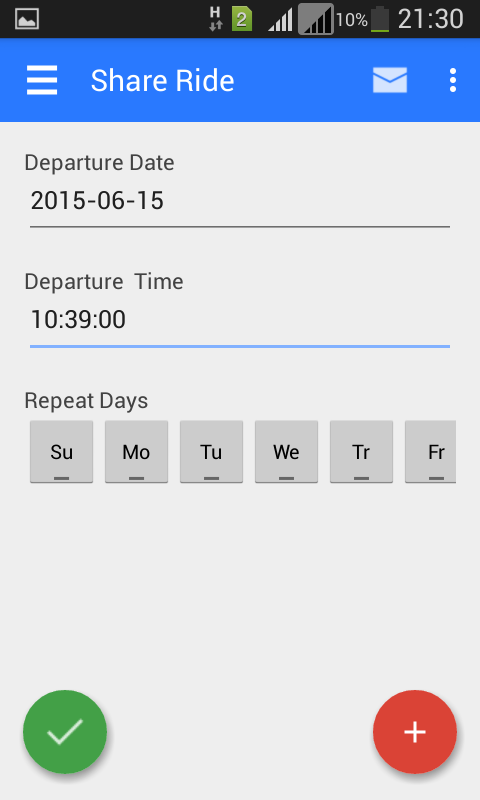 H 2 10% 21:30
Share Ride
Departure Date
2015-06-15
Departure  Time
10:39:00
Repeat Days
Su Mo Tu We Tr Fr